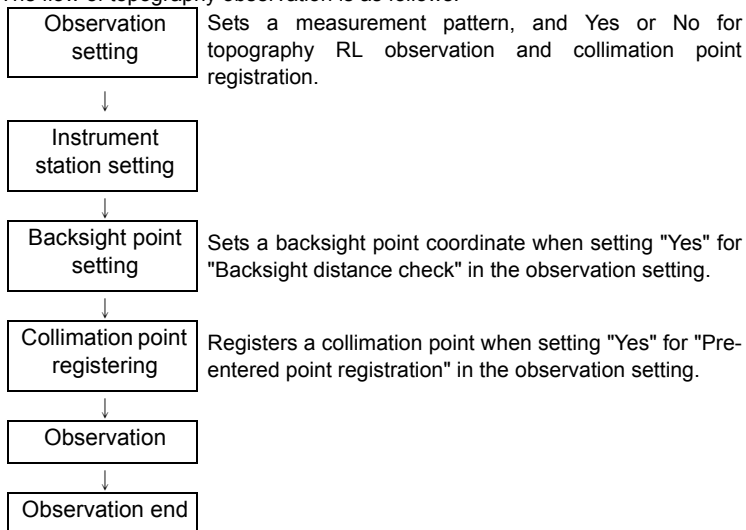 The flow of topography observation is as follows.
Observation
setting
Sets a measurement pattern, and Yes or No for
topography RL observation and collimation point
registration.
↓
Instrument
station setting
↓
Backsight point
setting
Sets a backsight point coordinate when setting "Yes" for
"Backsight distance check" in the observation setting.
↓
Collimation point
registering
Registers a collimation point when setting "Yes" for "Pre-
entered point registration" in the observation setting.
↓
Observation
↓
Observation end